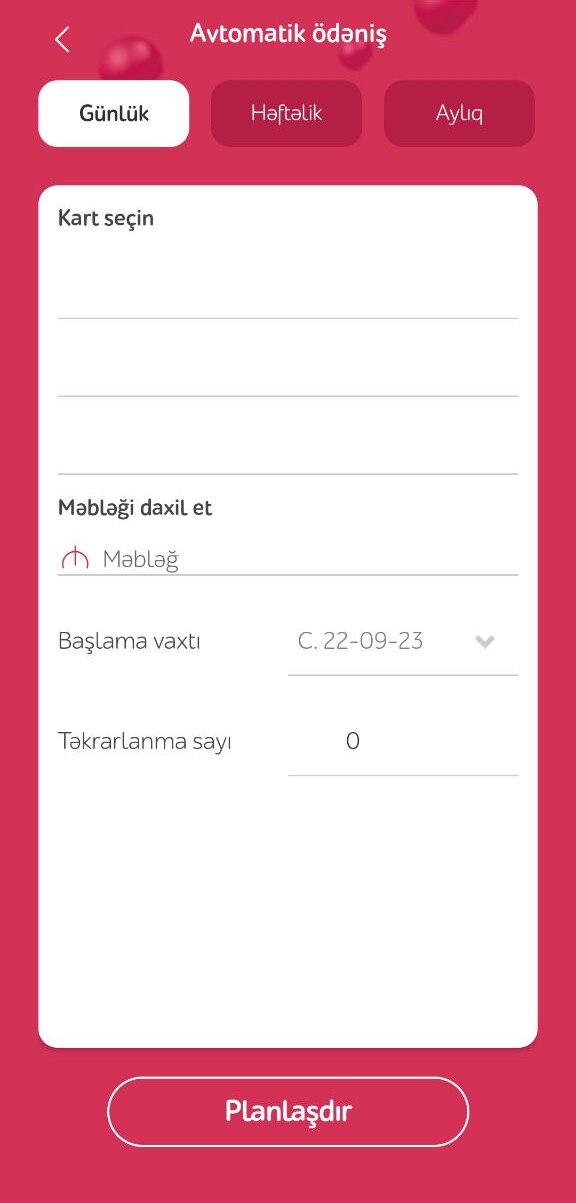 Avtomatik ödəniş
Günlük Həftəlik Aylıq
Kart seçin
Məbləği daxil et
₼ Məbləğ
Başlama vaxtı C. 22-09-23
Təkrarlanma sayı 0
Planlaşdır